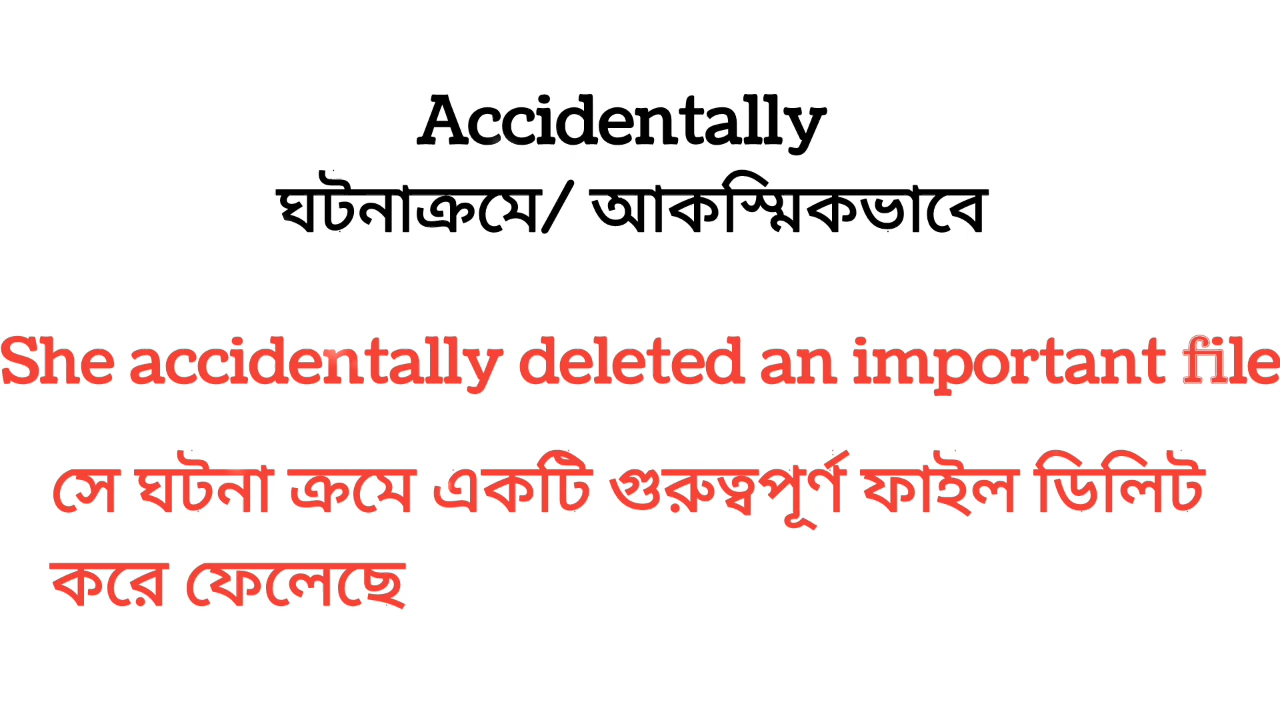 Accidentally
ঘটনাক্রমে/ আকস্মিকভাবে
She accidentally deleted an important file
সে ঘটনা ক্রমে একটি গুরুত্বপূর্ণ ফাইল ডিলিট
করে ফেলেছে